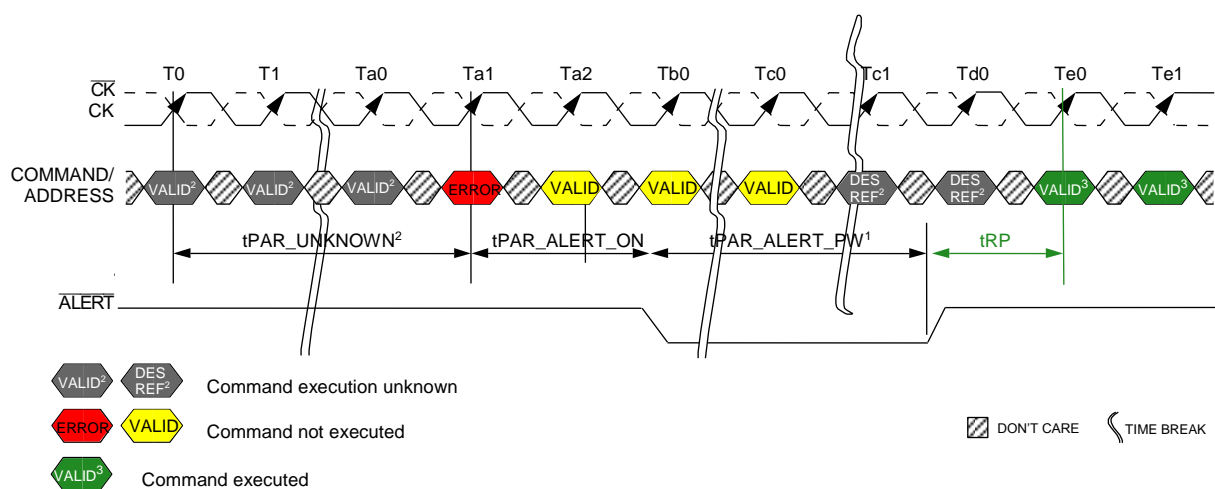 T0 T1 Ta0 Ta1 Ta2 Tb0 Tc0 Tc1 Td0 Te0 Te1
CK
CK
COMMAND/
ADDRESS
VALID² VALID² VALID² ERROR VALID VALID VALID DES REF² DES REF² VALID³ VALID³
tPAR_UNKNOWN² tPAR_ALERT_ON tPAR_ALERT_PW¹ tRP
ALERT
VALID² DES REF² Command execution unknown
ERROR VALID Command not executed
DON'T CARE TIME BREAK
VALID³ Command executed